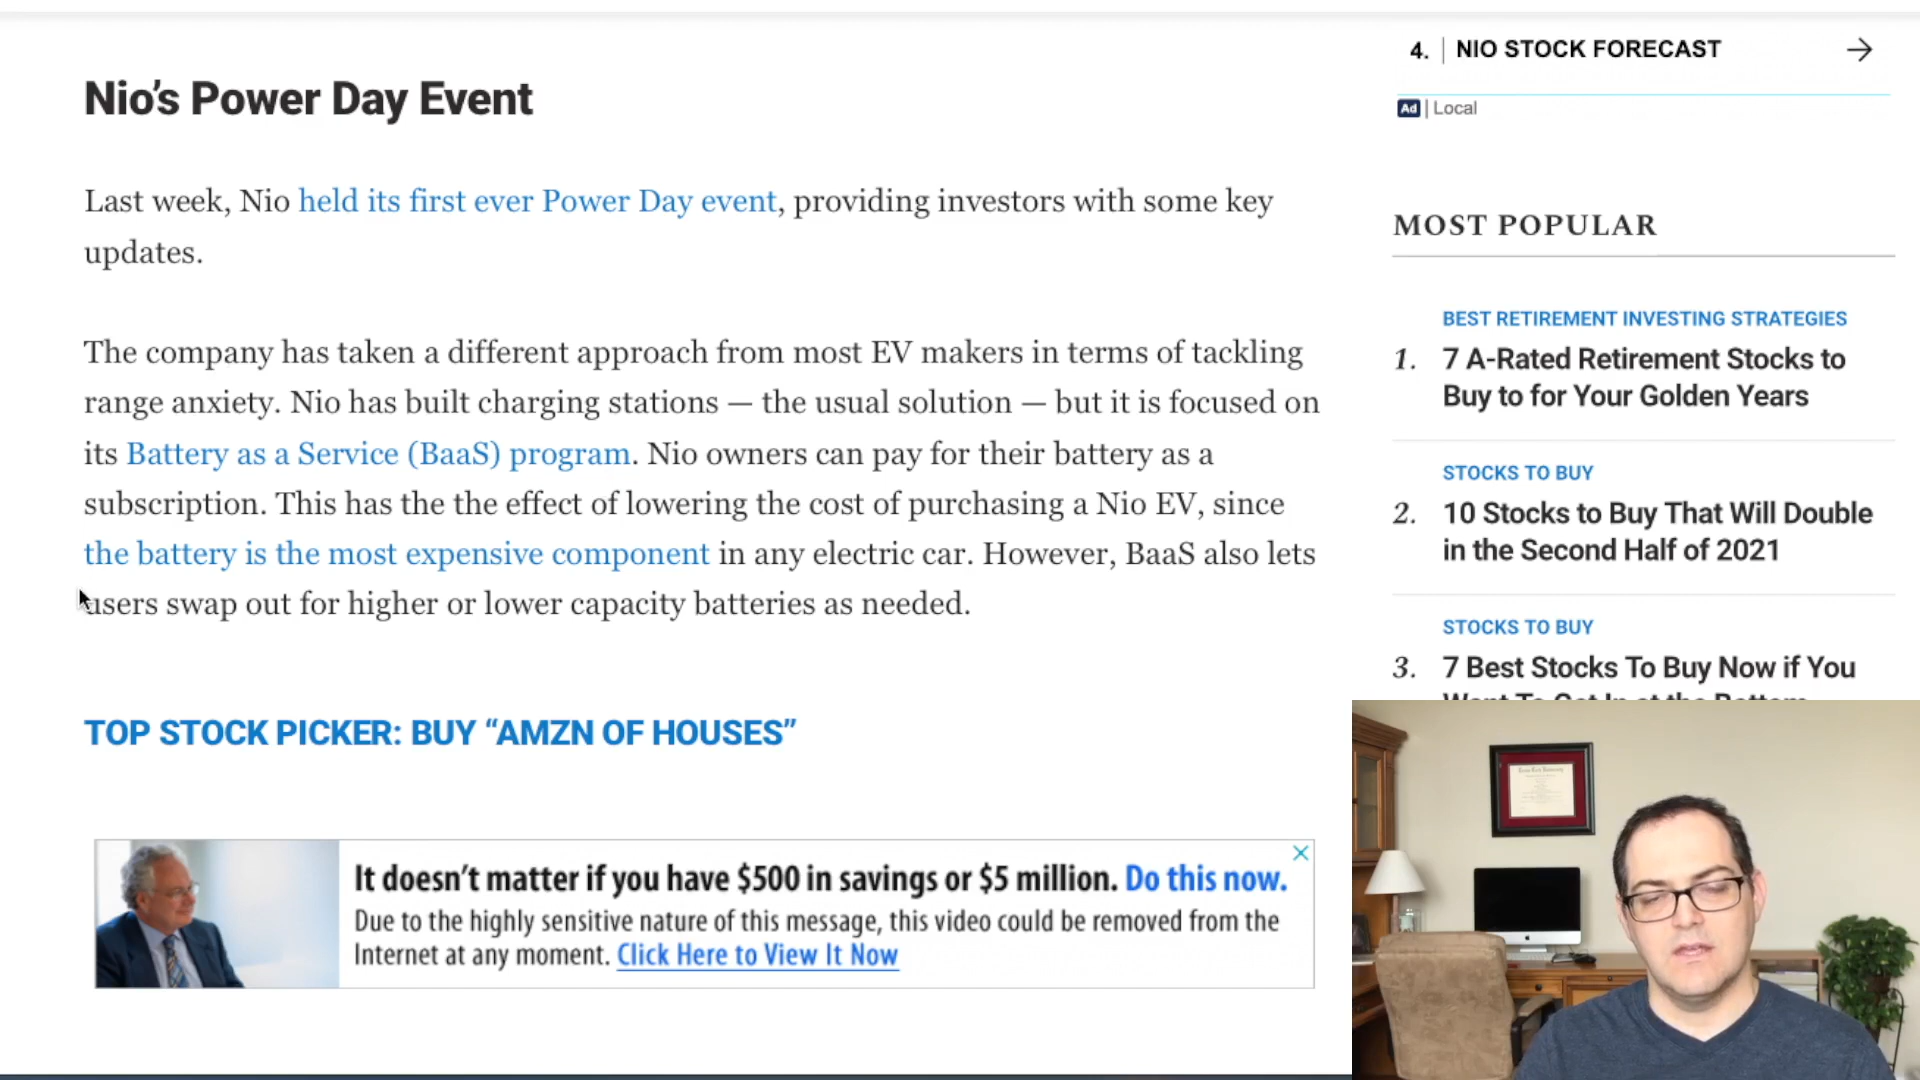 4. | NIO STOCK FORECAST
Ad | Local
Nio’s Power Day Event
Last week, Nio held its first ever Power Day event, providing investors with some key
updates.
The company has taken a different approach from most EV makers in terms of tackling
range anxiety. Nio has built charging stations — the usual solution — but it is focused on
its Battery as a Service (BaaS) program. Nio owners can pay for their battery as a
subscription. This has the the effect of lowering the cost of purchasing a Nio EV, since
the battery is the most expensive component in any electric car. However, BaaS also lets
users swap out for higher or lower capacity batteries as needed.
TOP STOCK PICKER: BUY “AMZN OF HOUSES”
It doesn’t matter if you have $500 in savings or $5 million. Do this now.
Due to the highly sensitive nature of this message, this video could be removed from the
Internet at any moment. Click Here to View It Now
MOST POPULAR
BEST RETIREMENT INVESTING STRATEGIES
1. 7 A-Rated Retirement Stocks to
Buy to for Your Golden Years
STOCKS TO BUY
2. 10 Stocks to Buy That Will Double
in the Second Half of 2021
STOCKS TO BUY
3. 7 Best Stocks To Buy Now if You
Want To Get In at the Bottom